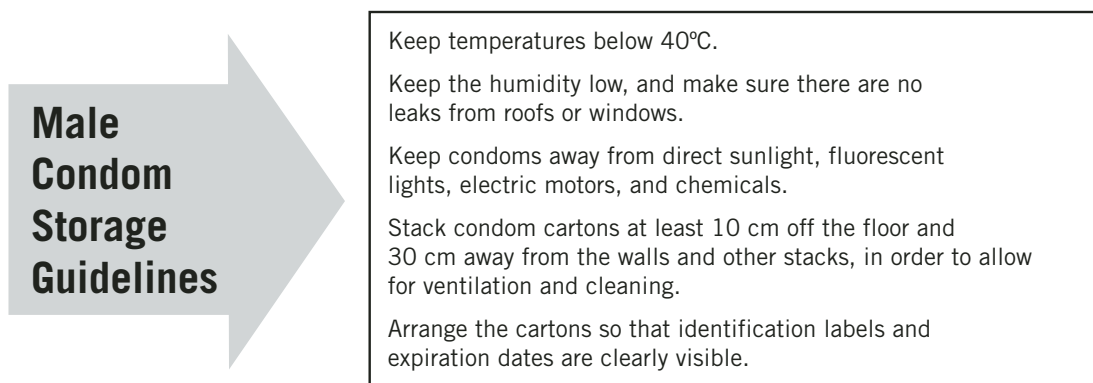 Male
Condom
Storage
Guidelines
Keep temperatures below 40ºC.
Keep the humidity low, and make sure there are no
leaks from roofs or windows.
Keep condoms away from direct sunlight, fluorescent
lights, electric motors, and chemicals.
Stack condom cartons at least 10 cm off the floor and
30 cm away from the walls and other stacks, in order to allow
for ventilation and cleaning.
Arrange the cartons so that identification labels and
expiration dates are clearly visible.